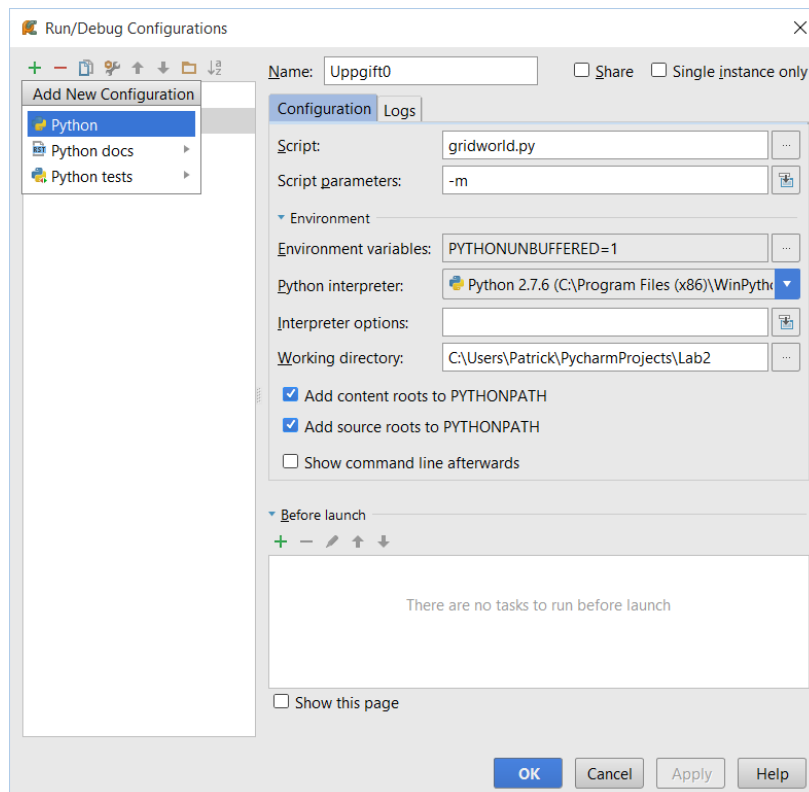 Run/Debug Configurations
Name: Uppgift0 Share Single instance only
Add New Configuration
Python
Python docs
Python tests
Configuration Logs
Script: gridworld.py
Script parameters: -m
Environment
Environment variables: PYTHONUNBUFFERED=1
Python interpreter: Python 2.7.6 (C:\Program Files (x86)\WinPytho
Interpreter options:
Working directory: C:\Users\Patrick\PycharmProjects\Lab2
Add content roots to PYTHONPATH
Add source roots to PYTHONPATH
Show command line afterwards
Before launch
There are no tasks to run before launch
Show this page
OK Cancel Apply Help